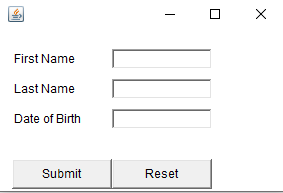 First Name
Last Name
Date of Birth
Submit Reset